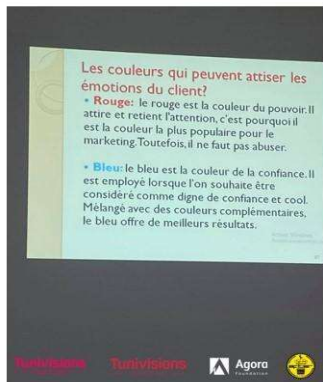 Les couleurs qui peuvent attiser les
émotions du client?
• Rouge: le rouge est la couleur du pouvoir. Il
attire et retient l'attention, c'est pourquoi il
est la couleur la plus populaire pour le
marketing. Toutefois, il ne faut pas abuser.
• Bleu: le bleu est la couleur de la confiance. Il
est employé lorsque l'on souhaite être
considéré comme digne de confiance et cool.
Mélangé avec des couleurs complémentaires,
le bleu offre de meilleurs résultats.
Tunivisions Tunivisions Agora
FOUNDATION